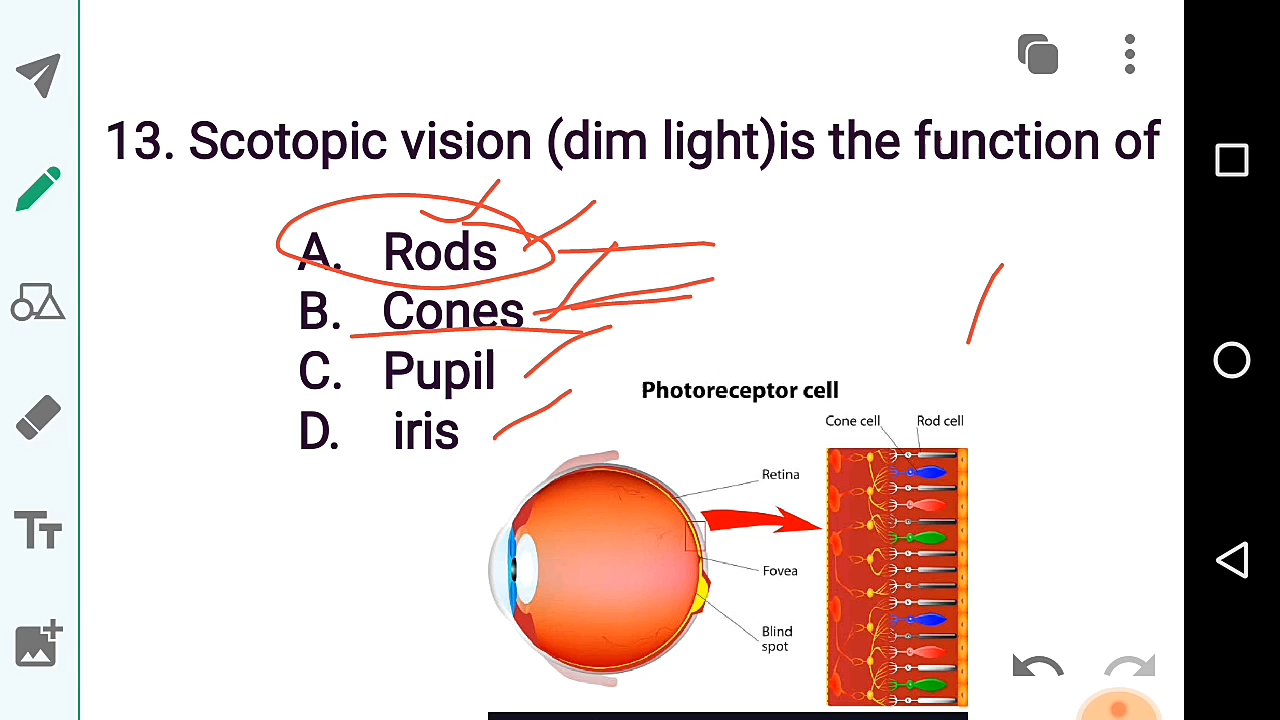 13. Scotopic vision (dim light)is the function of
A. Rods
B. Cones
C. Pupil
D. iris
Photoreceptor cell
Cone cell Rod cell
Retina
Fovea
Blind
spot
TT